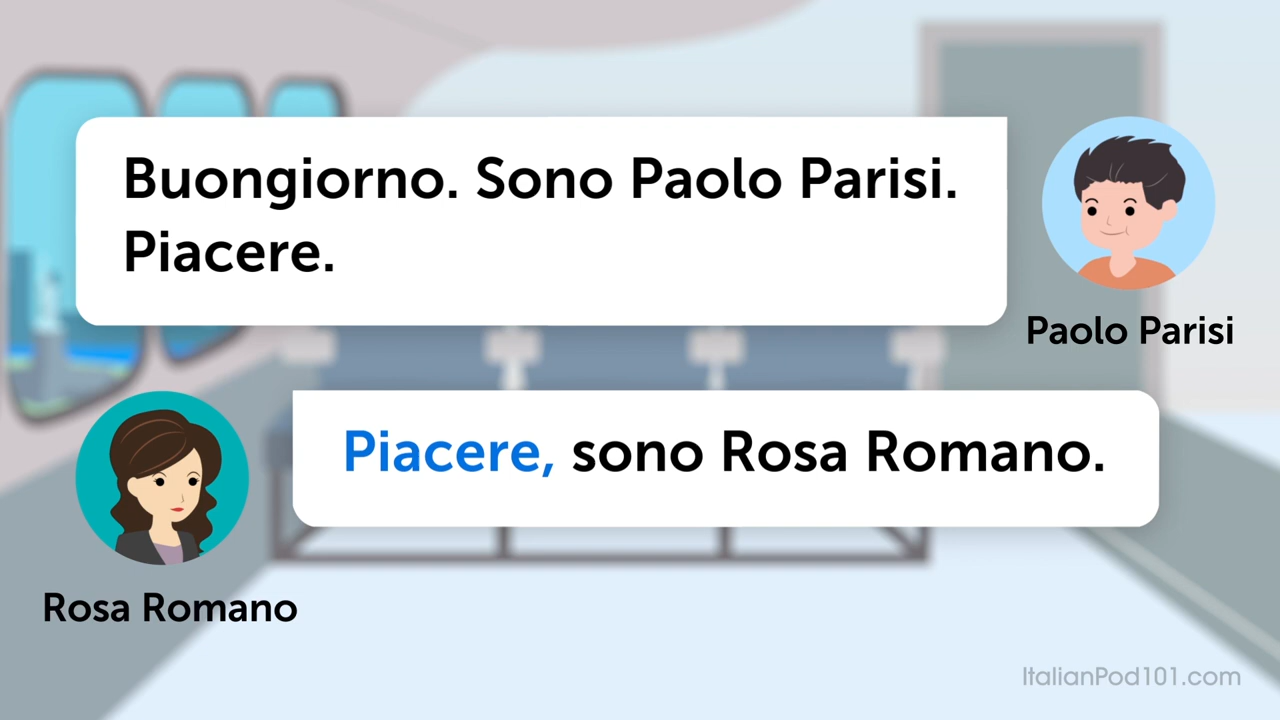 Buongiorno. Sono Paolo Parisi.
Piacere.
Paolo Parisi
Piacere, sono Rosa Romano.
Rosa Romano
ItalianPod101.com